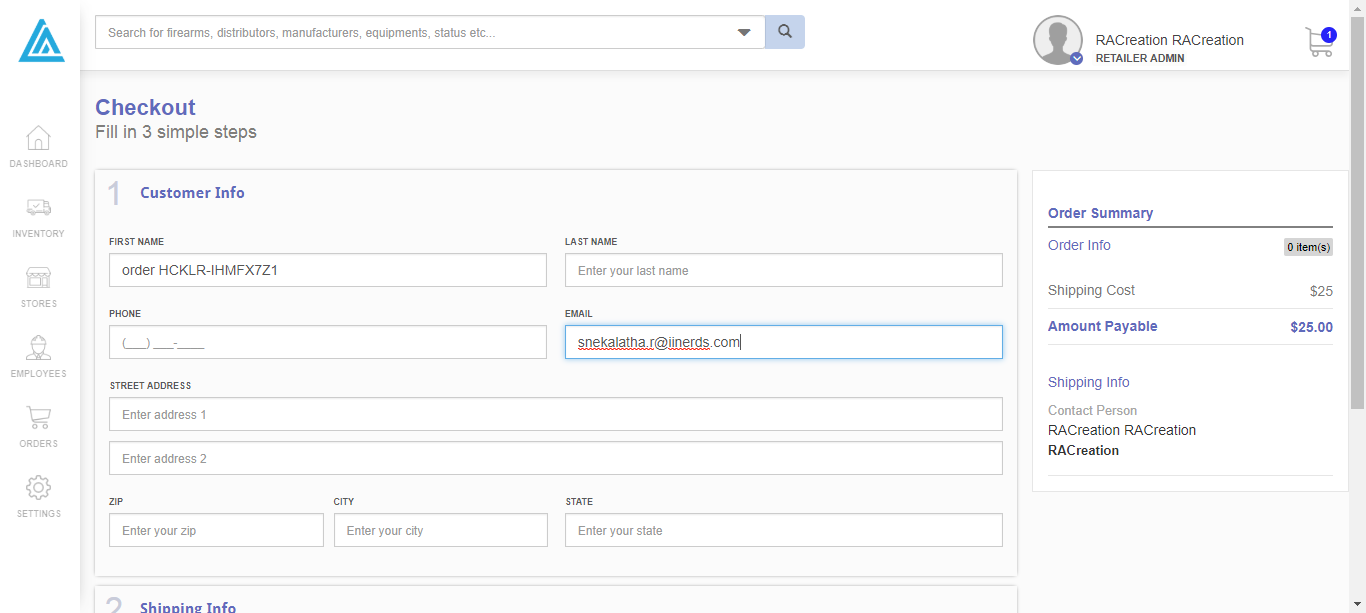 Search for firearms, distributors, manufacturers, equipments, status etc...
RACreation RACreation
RETAILER ADMIN
1
DASHBOARD
INVENTORY
STORES
EMPLOYEES
ORDERS
SETTINGS
Checkout
Fill in 3 simple steps
1 Customer Info
FIRST NAME
order HCKLR-IHMFX7Z1
LAST NAME
Enter your last name
PHONE
(___) ___-____
EMAIL
snekalatha.r@iinerds.com
STREET ADDRESS
Enter address 1
Enter address 2
ZIP
Enter your zip
CITY
Enter your city
STATE
Enter your state
2 Shipping Info
Order Summary
Order Info 0 item(s)
Shipping Cost $25
Amount Payable $25.00
Shipping Info
Contact Person
RACreation RACreation
RACreation